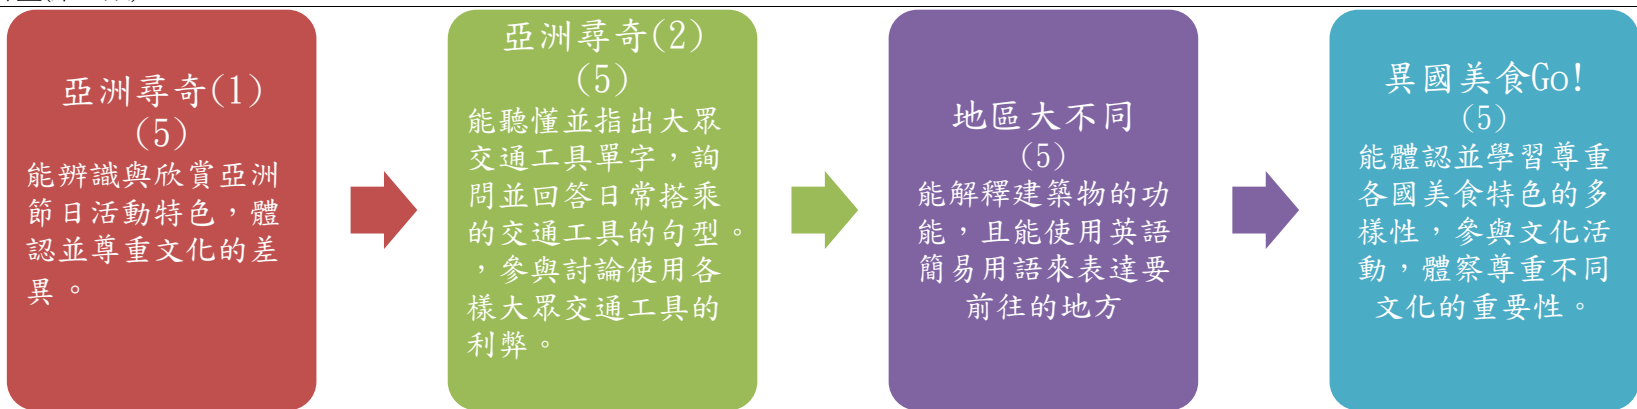 亞洲尋奇(1)
(5)
能辨識與欣賞亞洲
節日活動特色，體
認並尊重文化的差
異。
亞洲尋奇(2)
(5)
能聽懂並指出大眾
交通工具單字，詢
問並回答日常搭乘
的交通工具的句型。
，參與討論使用各
樣大眾交通工具的
利弊。
地區大不同
(5)
能解釋建築物的功
能，且能使用英語
簡易用語來表達要
前往的地方
異國美食Go!
(5)
能體認並學習尊重
各國美食特色的多
樣性，參與文化活
動，體察尊重不同
文化的重要性。